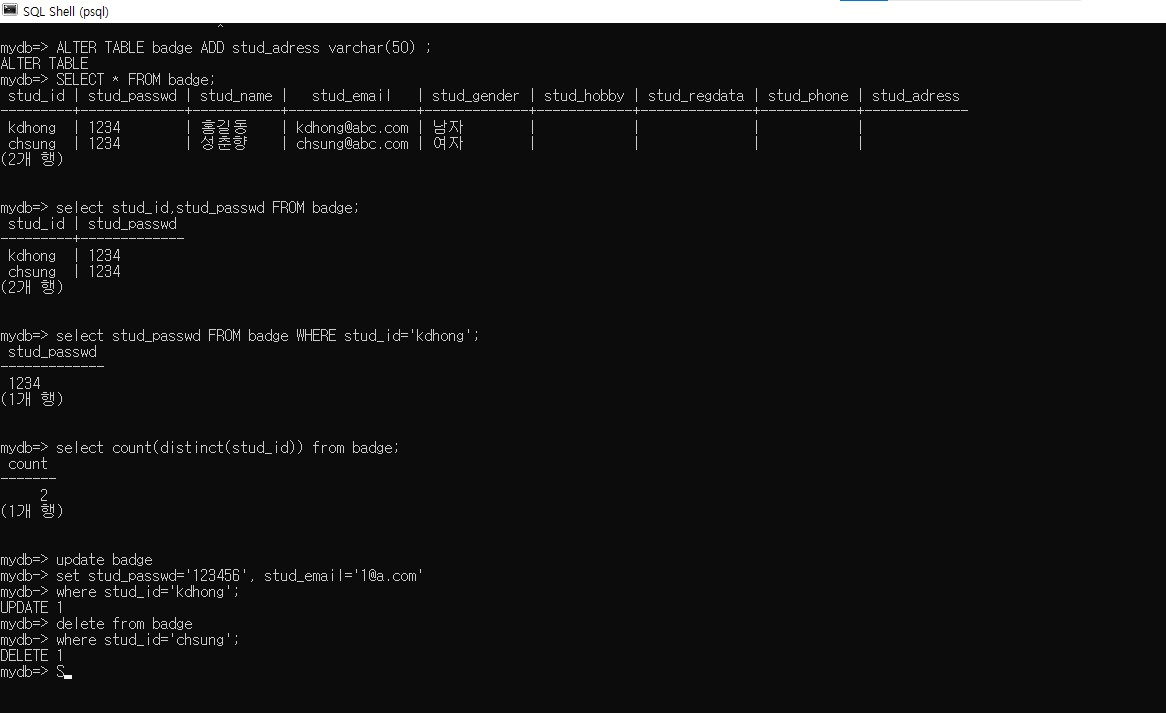 SQL Shell (psql)
^
mydb=> ALTER TABLE badge ADD stud_adress varchar(50) ;
ALTER TABLE
mydb=> SELECT * FROM badge;
 stud_id | stud_passwd | stud_name |   stud_email   | stud_gender | stud_hobby | stud_regdata | stud_phone | stud_adress
---------+-------------+-----------+----------------+-------------+------------+--------------+------------+-------------
 kdhong  | 1234        | 홍길동    | kdhong@abc.com | 남자        |            |              |            |
 chsung  | 1234        | 성춘향    | chsung@abc.com | 여자        |            |              |            |
(2개 행)
mydb=> select stud_id,stud_passwd FROM badge;
 stud_id | stud_passwd
---------+-------------
 kdhong  | 1234
 chsung  | 1234
(2개 행)
mydb=> select stud_passwd FROM badge WHERE stud_id='kdhong';
 stud_passwd
-------------
 1234
(1개 행)
mydb=> select count(distinct(stud_id)) from badge;
 count
-------
     2
(1개 행)
mydb=> update badge
mydb-> set stud_passwd='123456', stud_email='1@a.com'
mydb-> where stud_id='kdhong';
UPDATE 1
mydb=> delete from badge
mydb-> where stud_id='chsung';
DELETE 1
mydb=> S